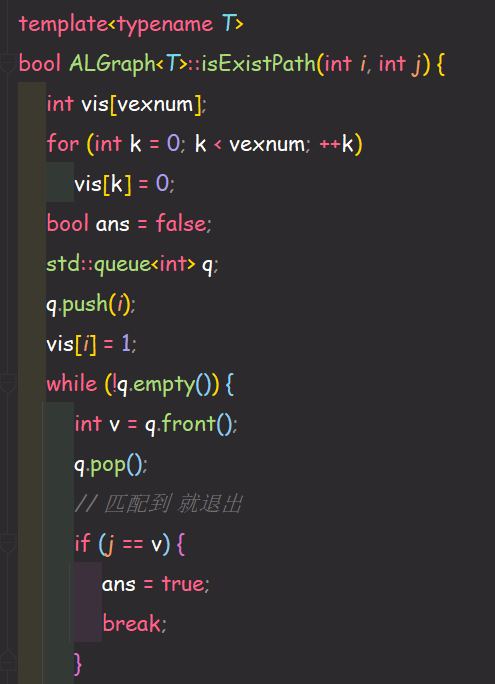 template<typename T>
bool ALGraph<T>::isExistPath(int i, int j) {
int vis[vexnum];
for (int k = 0; k < vexnum; ++k)
vis[k] = 0;
bool ans = false;
std::queue<int> q;
q.push(i);
vis[i] = 1;
while (!q.empty()) {
int v = q.front();
q.pop();
// 匹配到 就退出
if (j == v) {
ans = true;
break;
}